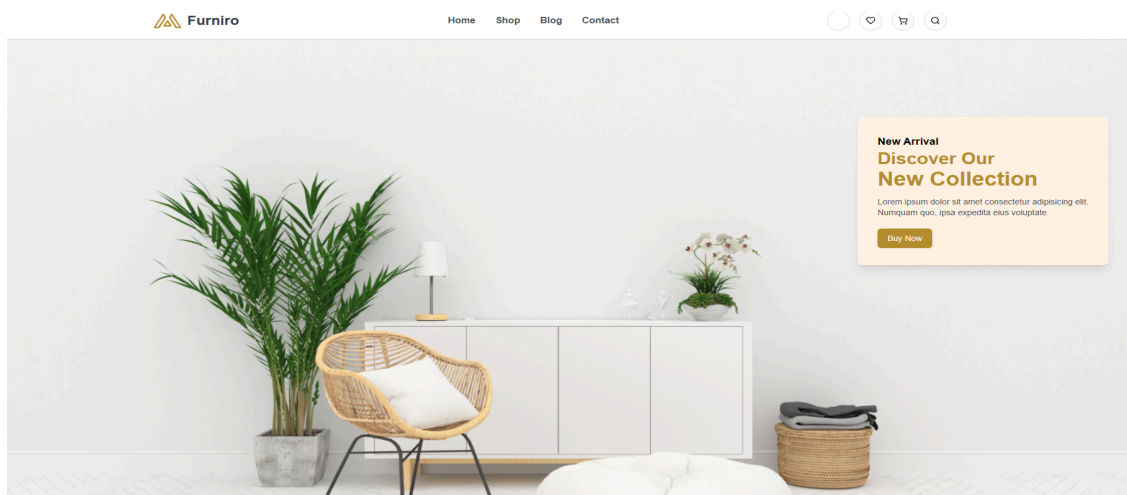 Furniro
Home Shop Blog Contact
New Arrival
Discover Our
New Collection
Lorem ipsum dolor sit amet consectetur adipisicing elit.
Numquam quo, ipsa expedita eius voluptate.
Buy Now